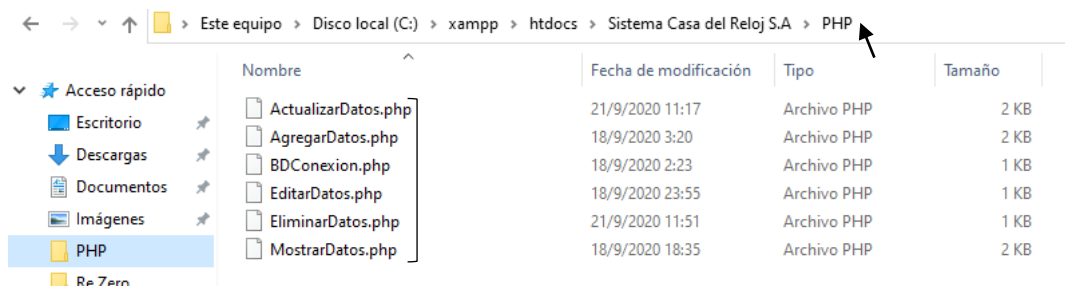 Este equipo > Disco local (C:) > xampp > htdocs > Sistema Casa del Reloj S.A > PHP
Nombre Fecha de modificación Tipo Tamaño
Acceso rápido
Escritorio
Descargas
Documentos
Imágenes
PHP
Re Zero
ActualizarDatos.php 21/9/2020 11:17 Archivo PHP 2 KB
AgregarDatos.php 18/9/2020 3:20 Archivo PHP 2 KB
BDConexion.php 18/9/2020 2:23 Archivo PHP 1 KB
EditarDatos.php 18/9/2020 23:55 Archivo PHP 1 KB
EliminarDatos.php 21/9/2020 11:51 Archivo PHP 1 KB
MostrarDatos.php 18/9/2020 18:35 Archivo PHP 2 KB